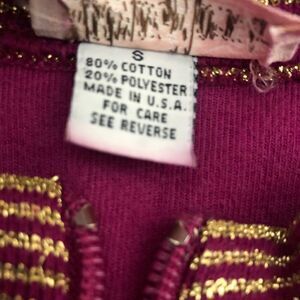 S
80% COTTON
20% POLYESTER
MADE IN U.S.A.
FOR CARE
SEE REVERSE